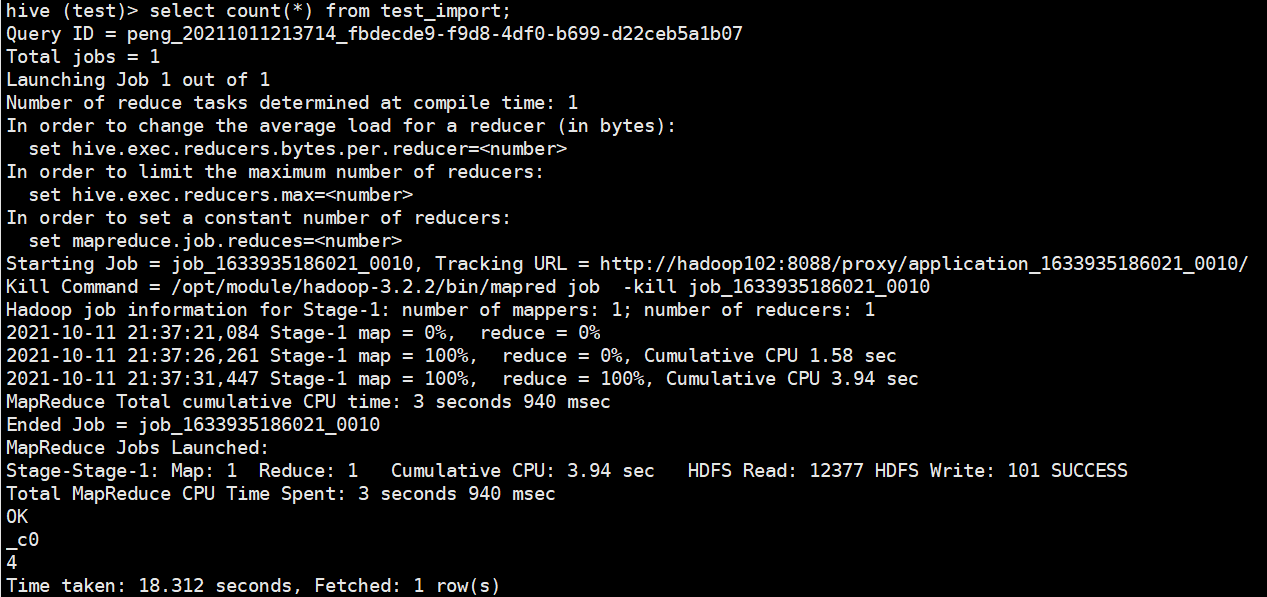 hive (test)> select count(*) from test_import;
Query ID = peng_20211011213714_fbdecde9-f9d8-4df0-b699-d22ceb5a1b07
Total jobs = 1
Launching Job 1 out of 1
Number of reduce tasks determined at compile time: 1
In order to change the average load for a reducer (in bytes):
  set hive.exec.reducers.bytes.per.reducer=<number>
In order to limit the maximum number of reducers:
  set hive.exec.reducers.max=<number>
In order to set a constant number of reducers:
  set mapreduce.job.reduces=<number>
Starting Job = job_1633935186021_0010, Tracking URL = http://hadoop102:8088/proxy/application_1633935186021_0010/
Kill Command = /opt/module/hadoop-3.2.2/bin/mapred job  -kill job_1633935186021_0010
Hadoop job information for Stage-1: number of mappers: 1; number of reducers: 1
2021-10-11 21:37:21,084 Stage-1 map = 0%,  reduce = 0%
2021-10-11 21:37:26,261 Stage-1 map = 100%,  reduce = 0%, Cumulative CPU 1.58 sec
2021-10-11 21:37:31,447 Stage-1 map = 100%,  reduce = 100%, Cumulative CPU 3.94 sec
MapReduce Total cumulative CPU time: 3 seconds 940 msec
Ended Job = job_1633935186021_0010
MapReduce Jobs Launched:
Stage-Stage-1: Map: 1  Reduce: 1   Cumulative CPU: 3.94 sec   HDFS Read: 12377 HDFS Write: 101 SUCCESS
Total MapReduce CPU Time Spent: 3 seconds 940 msec
OK
_c0
4
Time taken: 18.312 seconds, Fetched: 1 row(s)